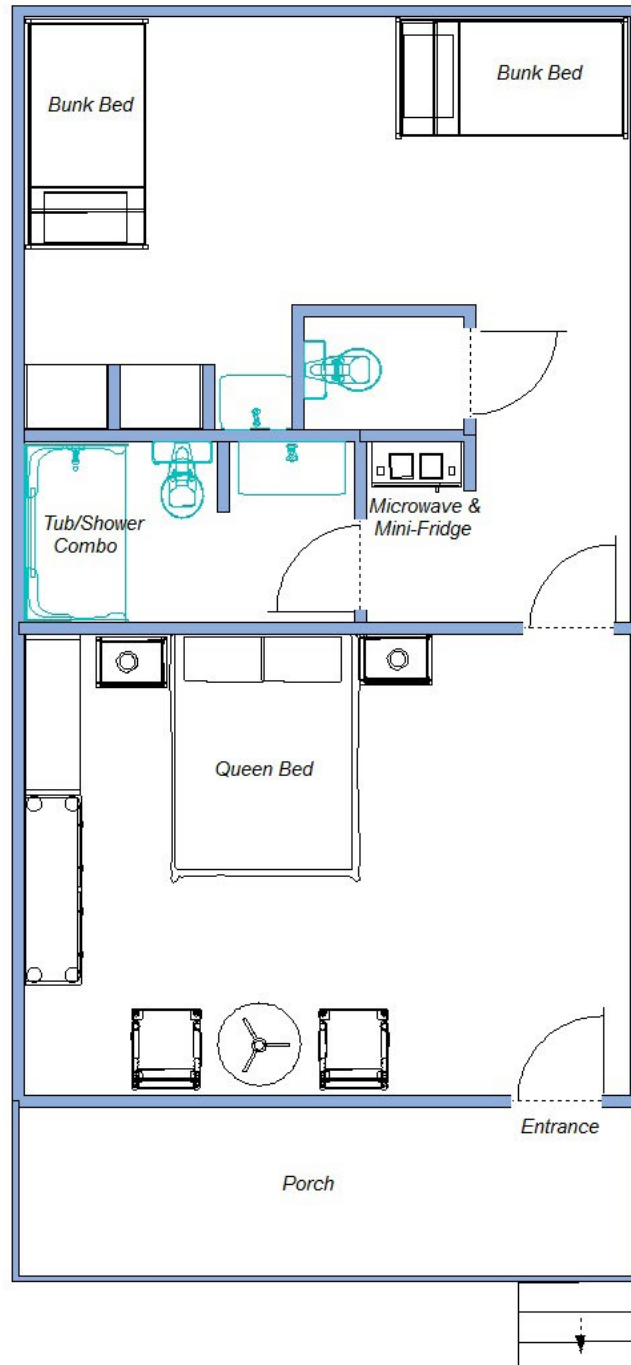 Bunk Bed
Bunk Bed
Tub/Shower
Combo
Microwave &
Mini-Fridge
Queen Bed
Entrance
Porch